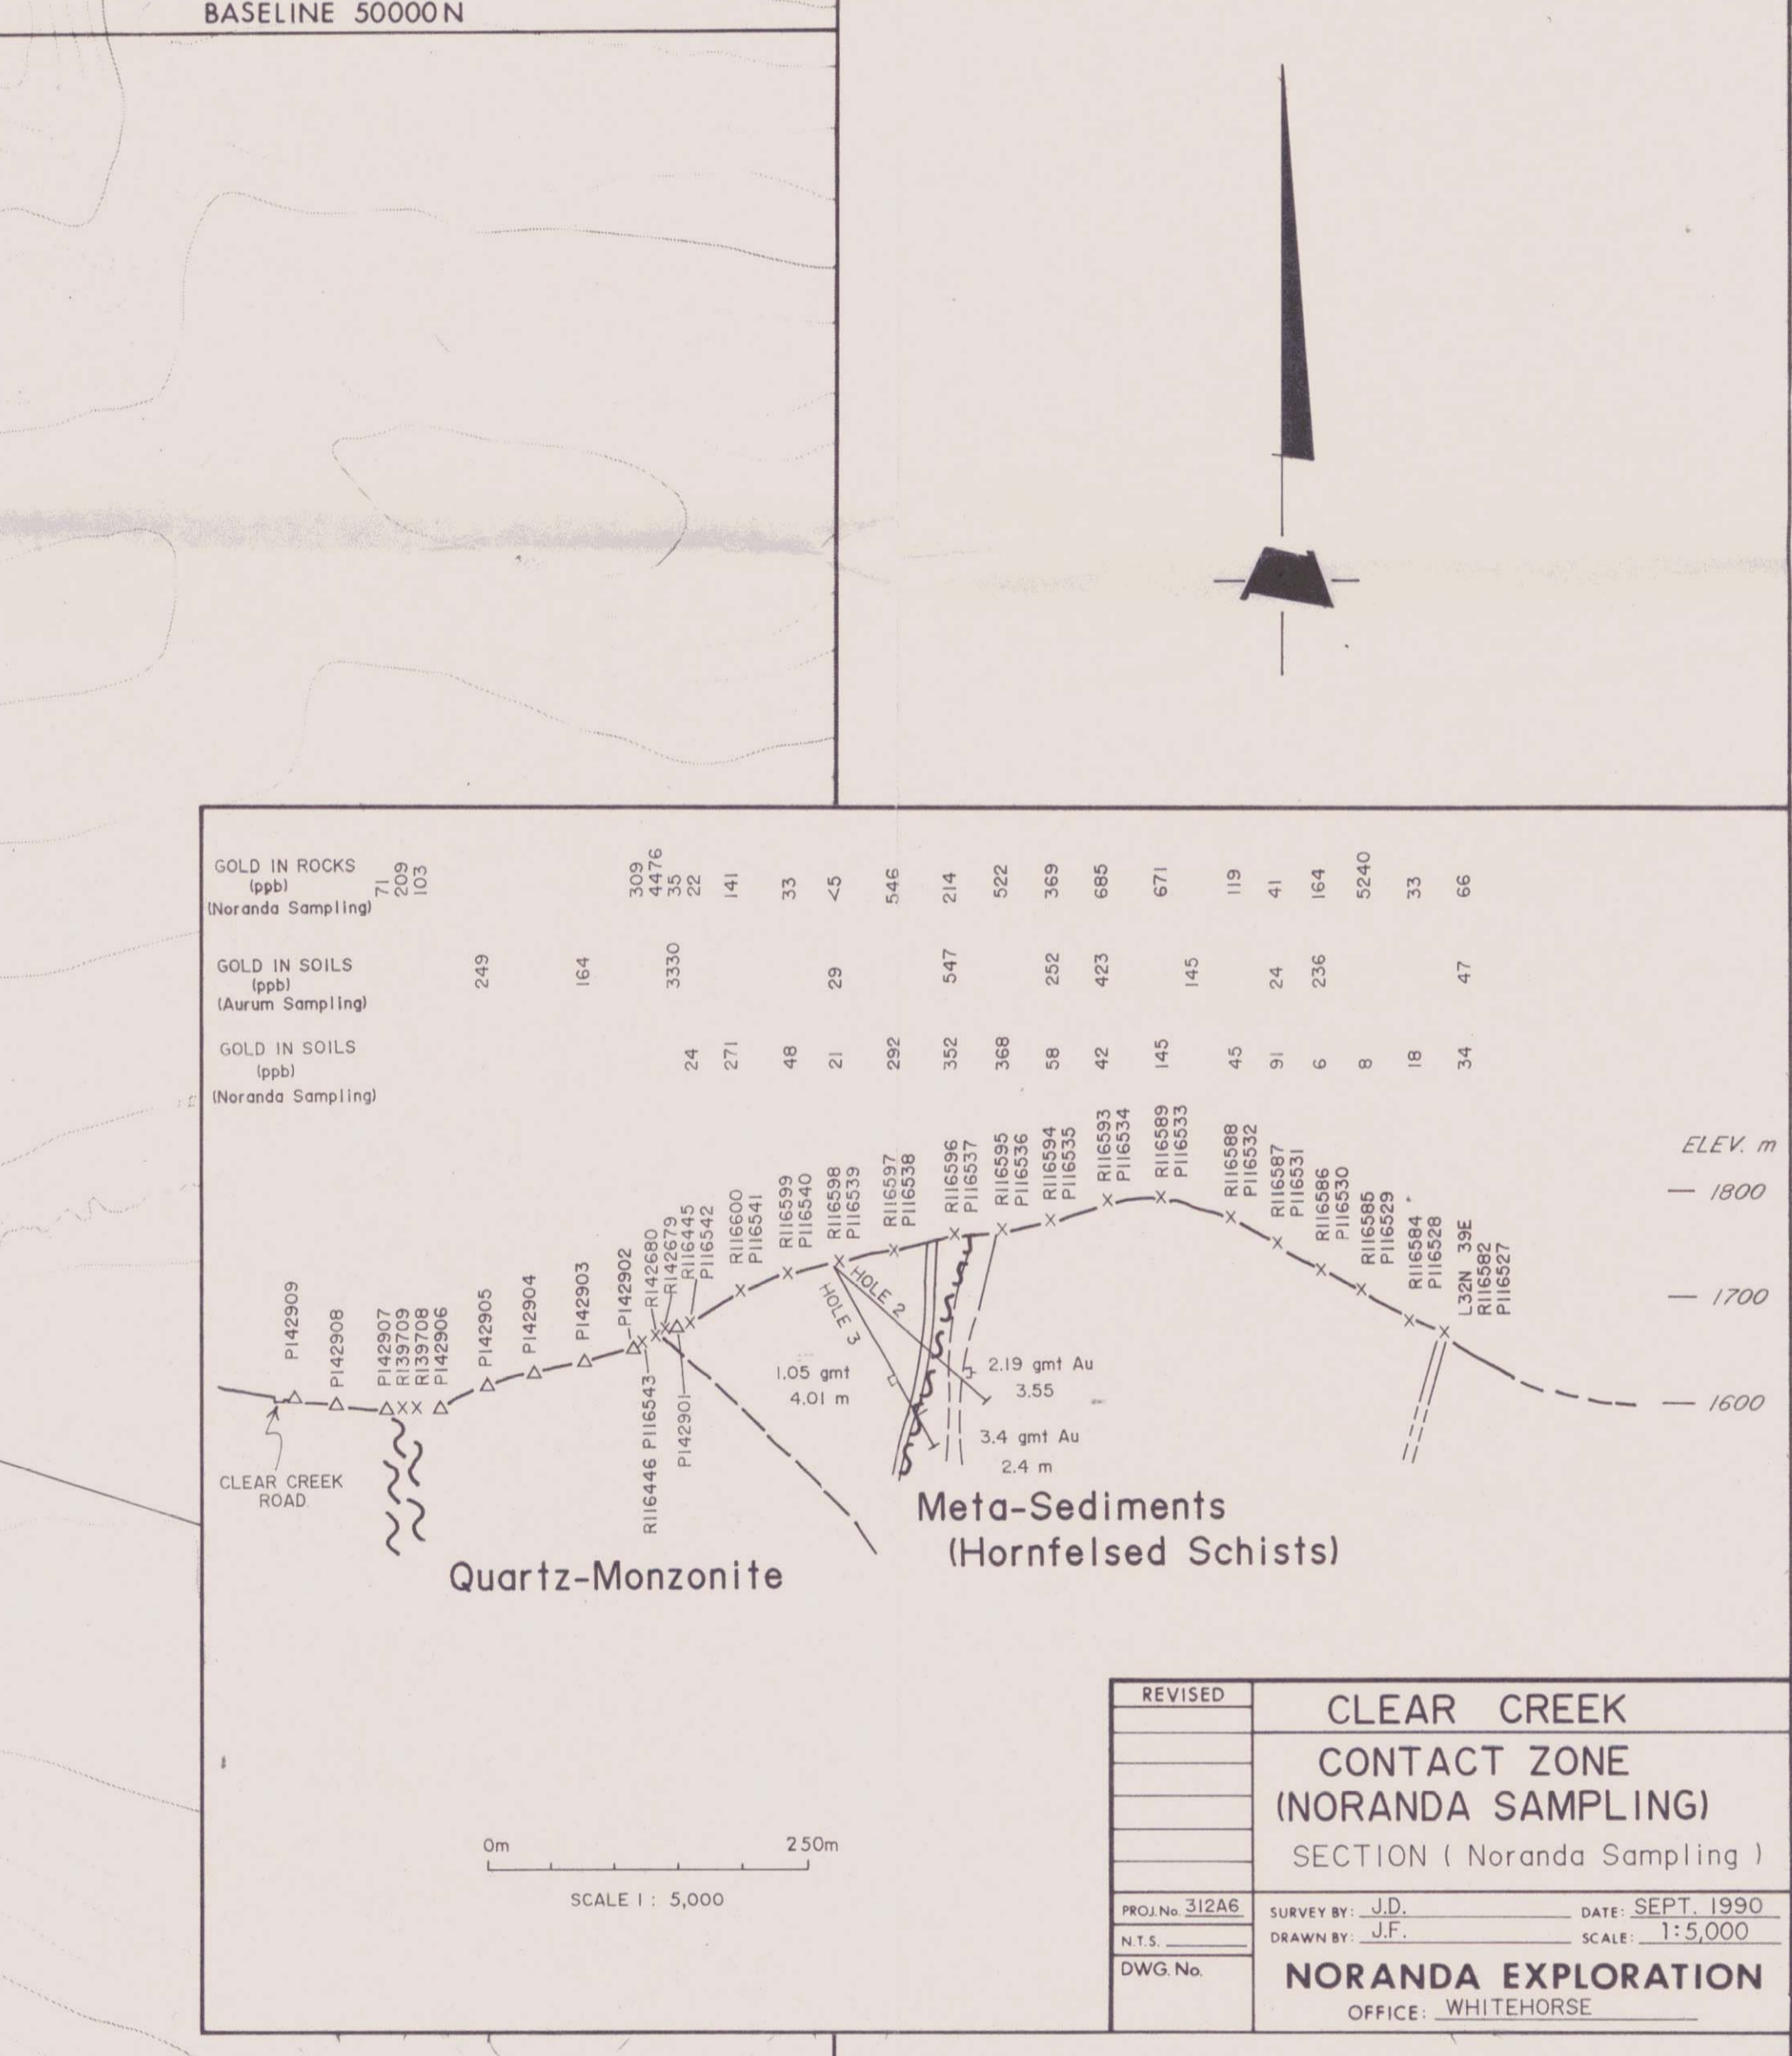 BASELINE 50000N
GOLD IN ROCKS
(ppb)
(Noranda Sampling)
71
209
103
309
4476
35
22
141
33
<5
546
214
522
369
685
671
119
41
164
5240
33
66
GOLD IN SOILS
(ppb)
(Aurum Sampling)
249
164
3330
29
547
252
423
145
24
236
47
GOLD IN SOILS
(ppb)
(Noranda Sampling)
24
271
48
21
292
352
368
58
42
145
45
91
6
8
18
34
P142909
P142908
P142907
R139709
R139708
P142906
P142905
P142904
P142903
P142902
R142680
R142679
R116445
P116542
R116600
P116541
R116599
P116540
R116598
P116539
R116597
P116538
R116596
P116537
R116595
P116536
R116594
P116535
R116593
P116534
R116589
P116533
R116588
P116532
R116587
P116531
R116586
P116530
R116585
P116529
R116584
P116528
L32N 39E
R116582
P116527
R116446 P116543
P142901
ELEV. m
1800
1700
1600
HOLE 2
HOLE 3
1.05 gmt
4.01 m
2.19 gmt Au
3.55
3.4 gmt Au
2.4 m
CLEAR CREEK
ROAD.
Meta-Sediments
(Hornfelsed Schists)
Quartz-Monzonite
0m 250m
SCALE 1 : 5,000
REVISED
CLEAR CREEK
CONTACT ZONE
(NORANDA SAMPLING)
SECTION ( Noranda Sampling )
PROJ. No. 312A6
SURVEY BY: J.D.
DATE: SEPT. 1990
N.T.S.
DRAWN BY: J.F.
SCALE: 1:5,000
DWG. No.
NORANDA EXPLORATION
OFFICE: WHITEHORSE